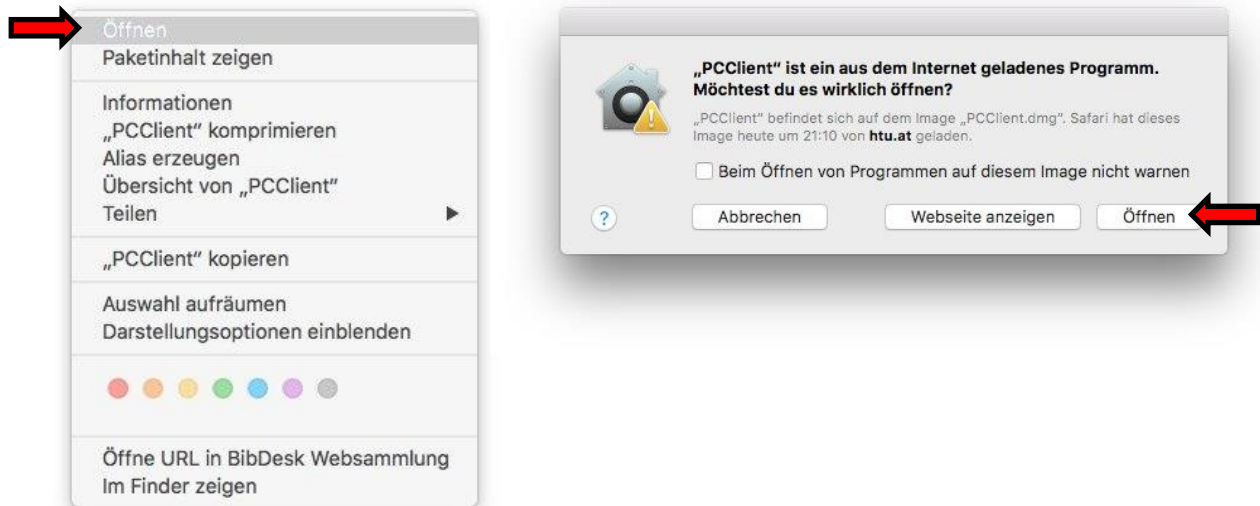 Öffnen
Paketinhalt zeigen
Informationen
„PCClient“ komprimieren
Alias erzeugen
Übersicht von „PCClient“
Teilen
„PCClient“ kopieren
Auswahl aufräumen
Darstellungsoptionen einblenden
Öffne URL in BibDesk Websammlung
Im Finder zeigen
„PCClient“ ist ein aus dem Internet geladenes Programm.
Möchtest du es wirklich öffnen?
„PCClient“ befindet sich auf dem Image „PCClient.dmg“. Safari hat dieses
Image heute um 21:10 von htu.at geladen.
Beim Öffnen von Programmen auf diesem Image nicht warnen
?
Abbrechen
Webseite anzeigen
Öffnen